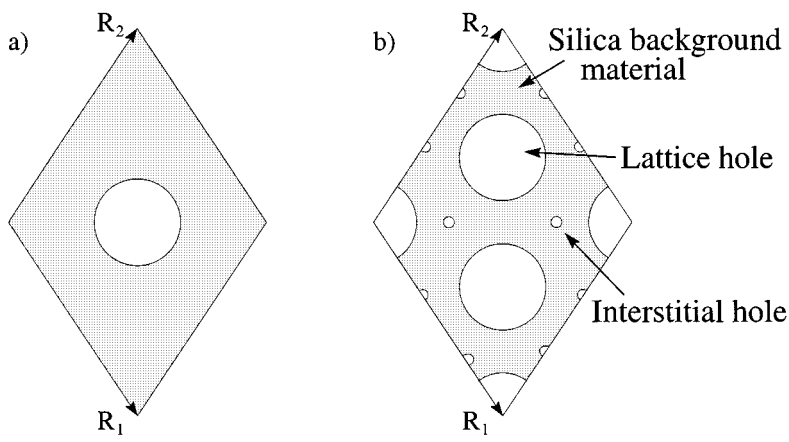 a)
R2
R1
b)
R2
Silica background
material
Lattice hole
Interstitial hole
R1